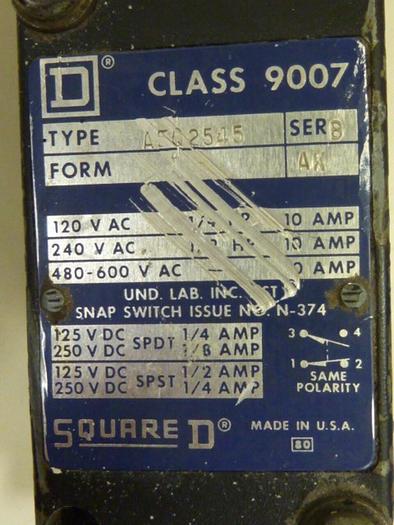 D ® CLASS 9007
TYPE SER B
FORM
120 V AC 10 AMP
240 V AC 10 AMP
480-600 V AC AMP
UND. LAB. INC.
SNAP SWITCH ISSUE NO. N-374
125 V DC SPDT 1/4 AMP
250 V DC 1/8 AMP
125 V DC SPST 1/2 AMP
250 V DC 1/4 AMP
3 4
1 2
SAME
POLARITY
SQUARE D ® MADE IN U.S.A.
80